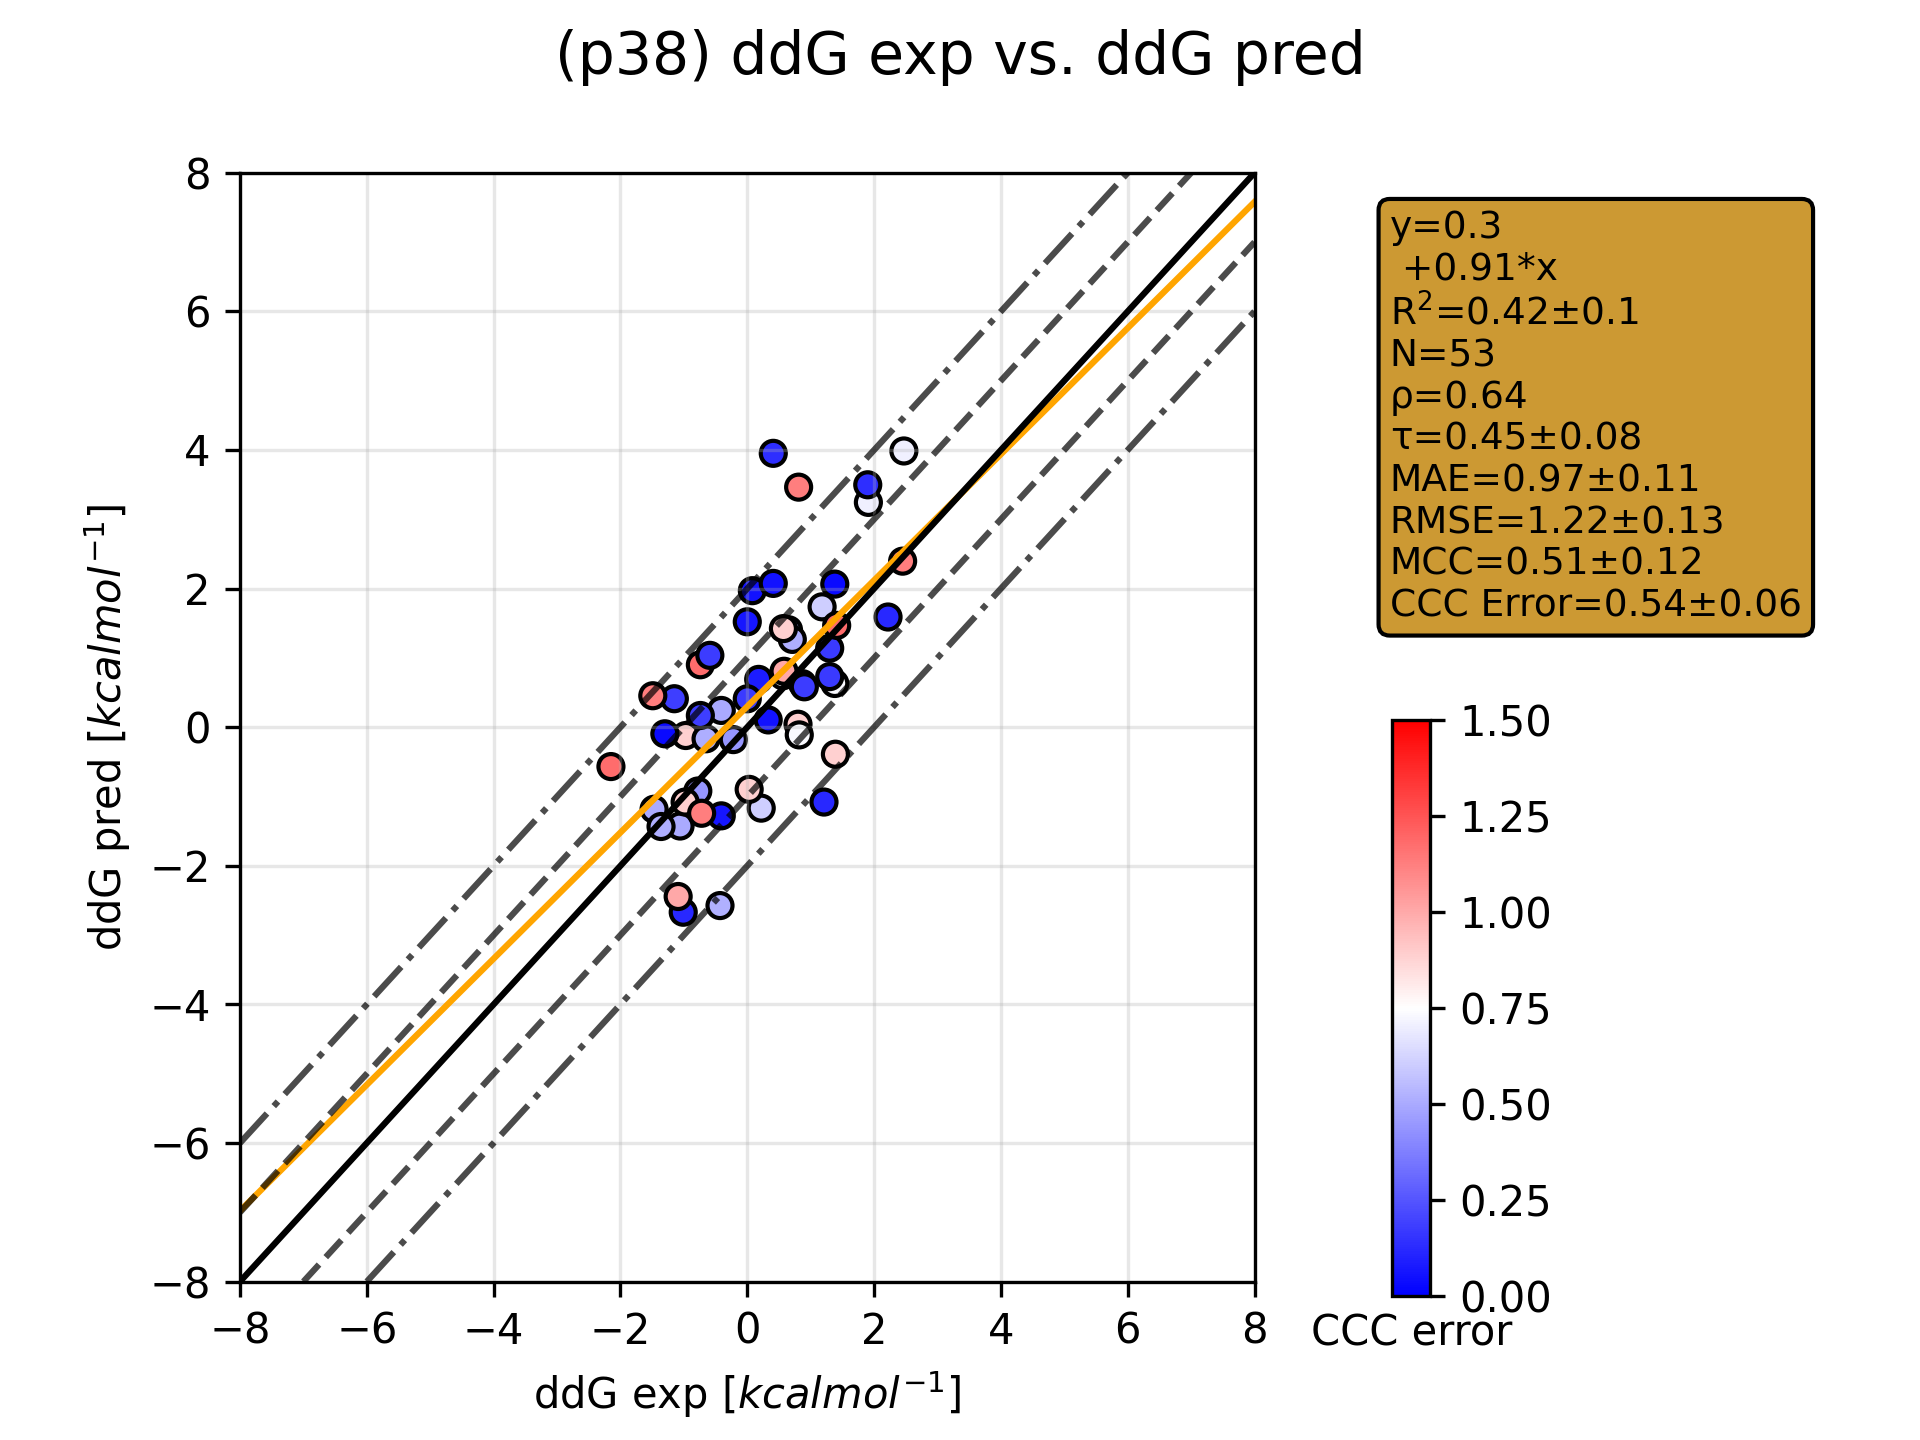 (p38) ddG exp vs. ddG pred
8
6
4
2
0
−2
−4
−6
−8
ddG pred [kcalmol⁻¹]
−8 −6 −4 −2 0 2 4 6 8
ddG exp [kcalmol⁻¹]
y=0.3
+0.91*x
R²=0.42±0.1
N=53
ρ=0.64
τ=0.45±0.08
MAE=0.97±0.11
RMSE=1.22±0.13
MCC=0.51±0.12
CCC Error=0.54±0.06
1.50
1.25
1.00
0.75
0.50
0.25
0.00
CCC error